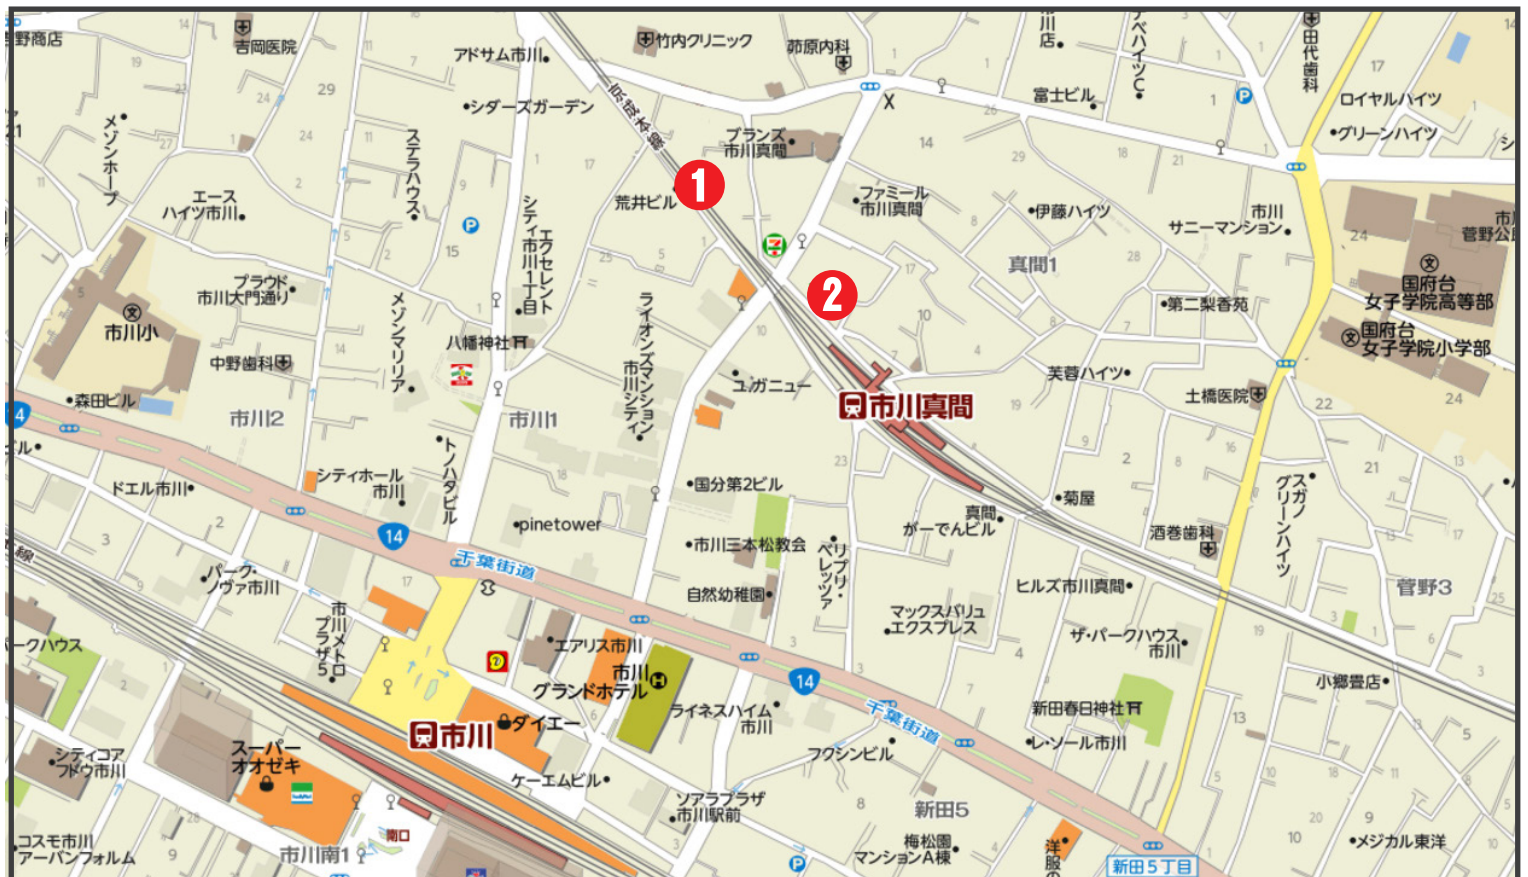 吉岡医院
竹内クリニック
茆原内科
アドサム市川
シダーズガーデン
田代歯科
富士ビル
ロイヤルハイツ
グリーンハイツ
メゾンホープ
ステラハウス
京成本線
ブランズ
市川真間
1
荒井ビル
エース
ハイツ市川
ファミール
市川真間
伊藤ハイツ
市川
サニーマンション
シティ市川1丁目
エクセレント
真間1
国府台
女子学院高等部
プラウド
市川大門通り
メゾンマリリア
ライオンズマンション
市川シティ
2
第二梨香苑
市川小
八幡神社
国府台
女子学院小学部
中野歯科
ユ.ガニュー
芙蓉ハイツ
土橋医院
森田ビル
市川真間
市川2
市川1
トノハタビル
シティホール
市川
ドエル市川
国分第2ビル
菊屋
スガノ
グリーンハイツ
真間
がーでんビル
pinetower
14
千葉街道
市川三本松教会
ベレッツァ
リブリ・
酒巻歯科
パーク・
ノヴァ市川
自然幼稚園
ヒルズ市川真間
菅野3
市川メトロ
プラザ5
マックスバリュ
エクスプレス
ザ・パークハウス
市川
エアリス市川
市川
グランドホテル
14
千葉街道
小郷畳店
新田春日神社
ライネスハイム
市川
ダイエー
市川
フクシンビル
レ・ソール市川
スーパー
オオゼキ
シティコア
フドウ市川
ケーエムビル
ソアラプラザ
市川駅前
新田5
南口
コスモ市川
アーバンフォルム
市川南1
梅松園
マンションA棟
メジカル東洋
新田5丁目